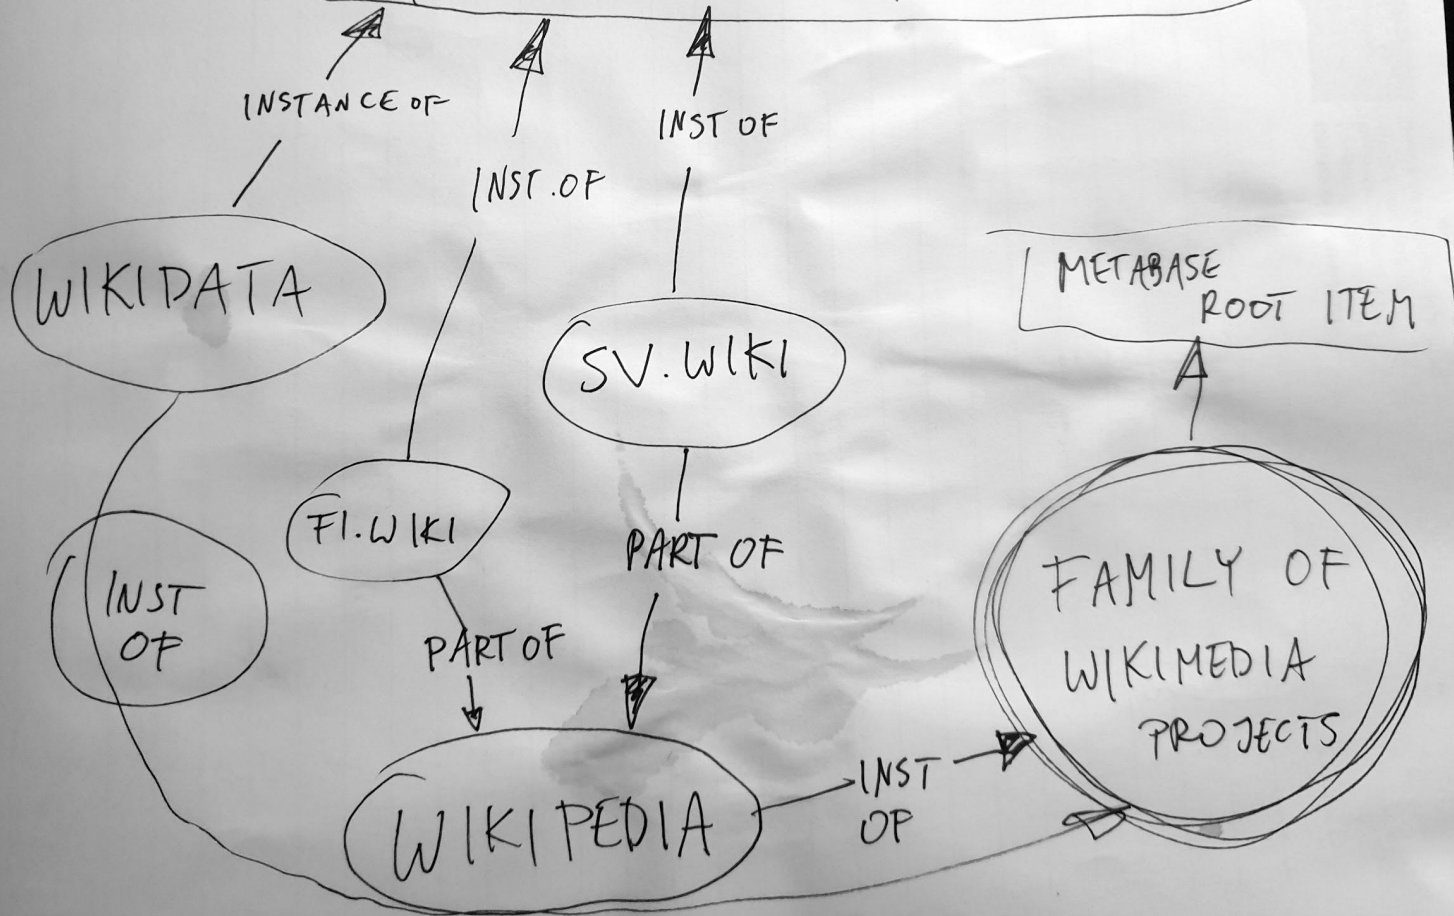 INSTANCE OF
INST OF
INST. OF
WIKIDATA
METABASE
ROOT ITEM
SV. WIKI
FI. WIKI
PART OF
FAMILY OF
WIKIMEDIA
PROJECTS
INST
OF
PART OF
WIKIPEDIA
INST
OF